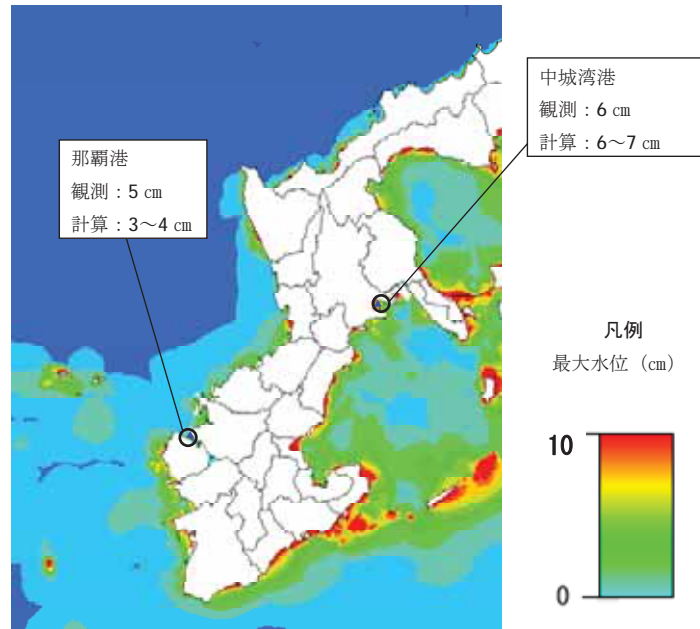 中城湾港
観測：6 cm
計算：6～7 cm
那覇港
観測：5 cm
計算：3～4 cm
凡例
最大水位（cm）
10
0